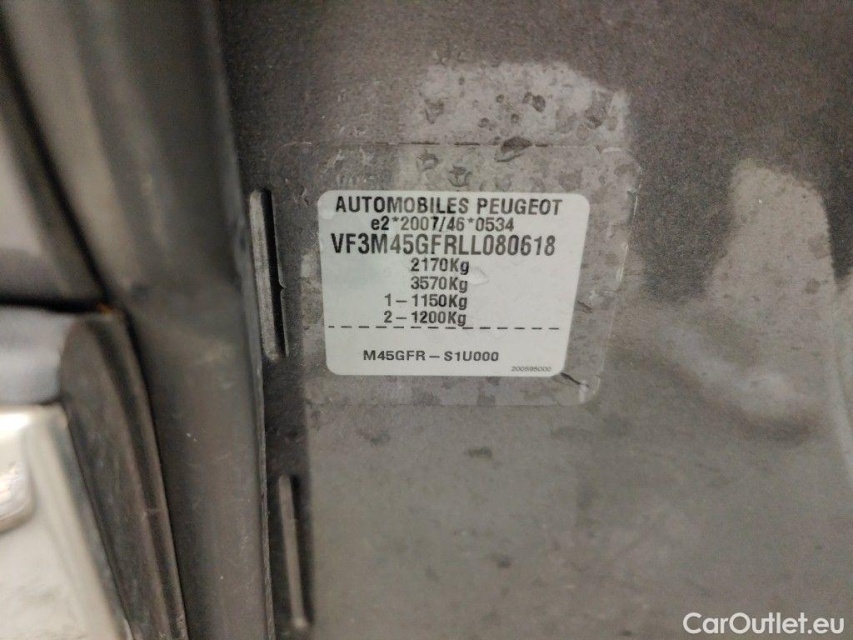 AUTOMOBILES PEUGEOT
e2*2007/46*0534
VF3M45GFRLL080618
2170Kg
3570Kg
1-1150Kg
2-1200Kg
M45GFR-S1U000
CarOutlet.eu